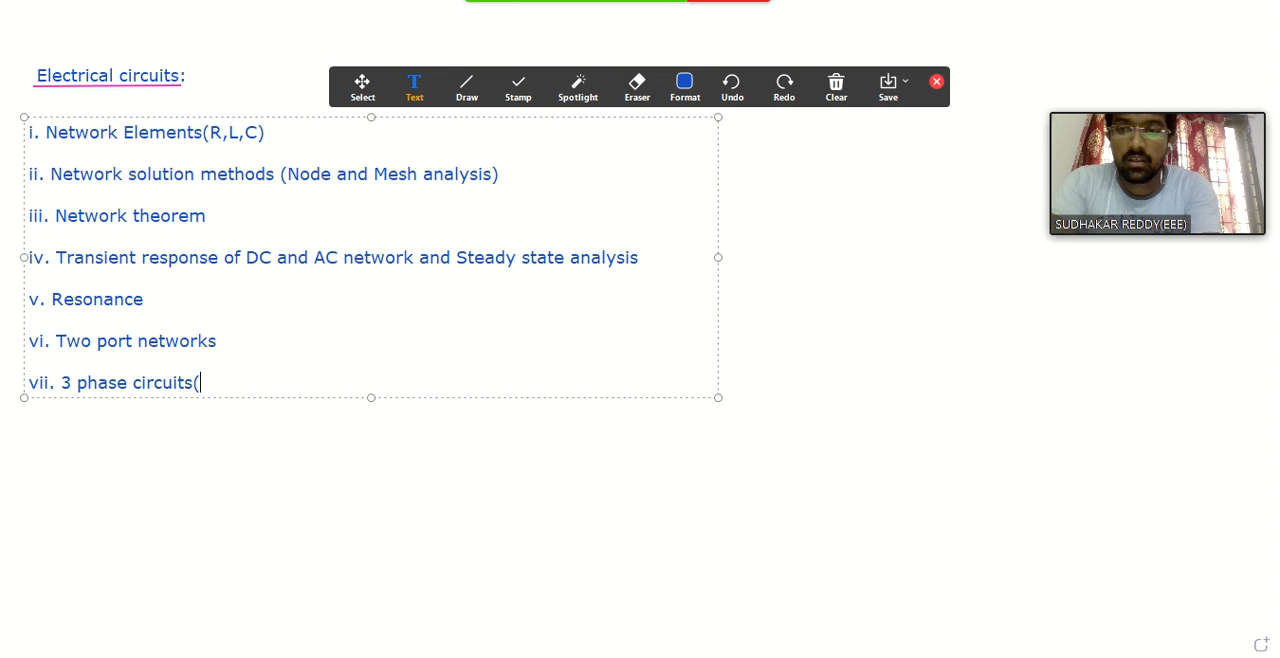 Electrical circuits:
Select Text Draw Stamp Spotlight Eraser Format Undo Redo Clear Save
i. Network Elements(R,L,C)
ii. Network solution methods (Node and Mesh analysis)
iii. Network theorem
iv. Transient response of DC and AC network and Steady state analysis
v. Resonance
vi. Two port networks
vii. 3 phase circuits(
SUDHAKAR REDDY(EEE)